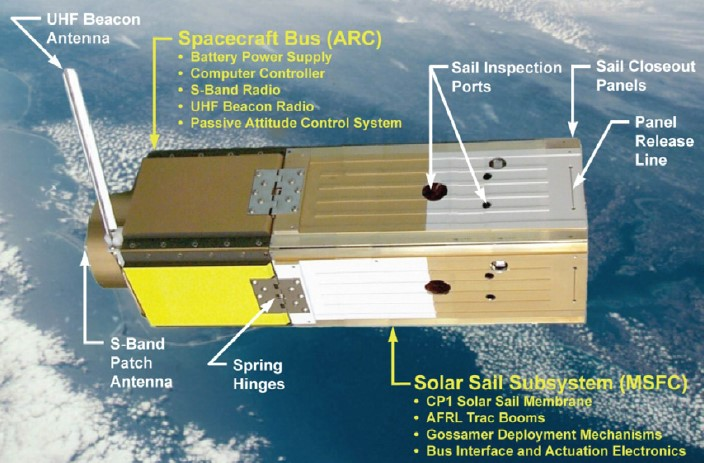 UHF Beacon
Antenna
Spacecraft Bus (ARC)
• Battery Power Supply
• Computer Controller
• S-Band Radio
• UHF Beacon Radio
• Passive Attitude Control System
Sail Inspection
Ports
Sail Closeout
Panels
Panel
Release
Line
S-Band
Patch
Antenna
Spring
Hinges
Solar Sail Subsystem (MSFC)
• CP1 Solar Sail Membrane
• AFRL Trac Booms
• Gossamer Deployment Mechanisms
• Bus Interface and Actuation Electronics